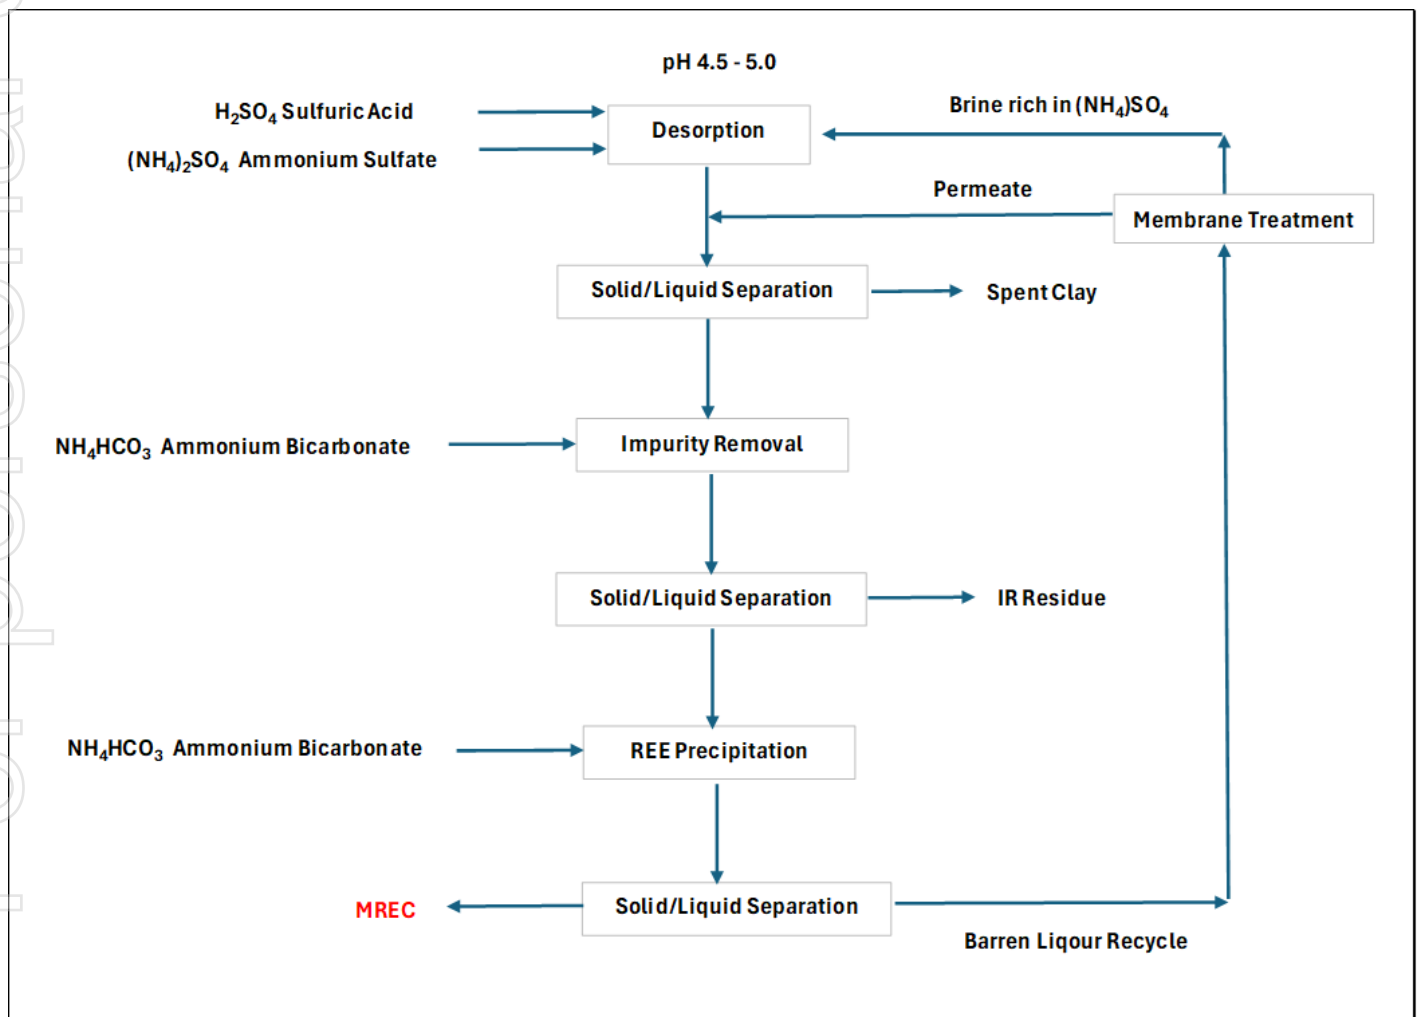 pH 4.5 - 5.0
H₂SO₄ Sulfuric Acid
Brine rich in (NH₄)SO₄
Desorption
(NH₄)₂SO₄ Ammonium Sulfate
Permeate
Membrane Treatment
Solid/Liquid Separation
Spent Clay
NH₄HCO₃ Ammonium Bicarbonate
Impurity Removal
Solid/Liquid Separation
IR Residue
NH₄HCO₃ Ammonium Bicarbonate
REE Precipitation
MREC
Solid/Liquid Separation
Barren Liqour Recycle